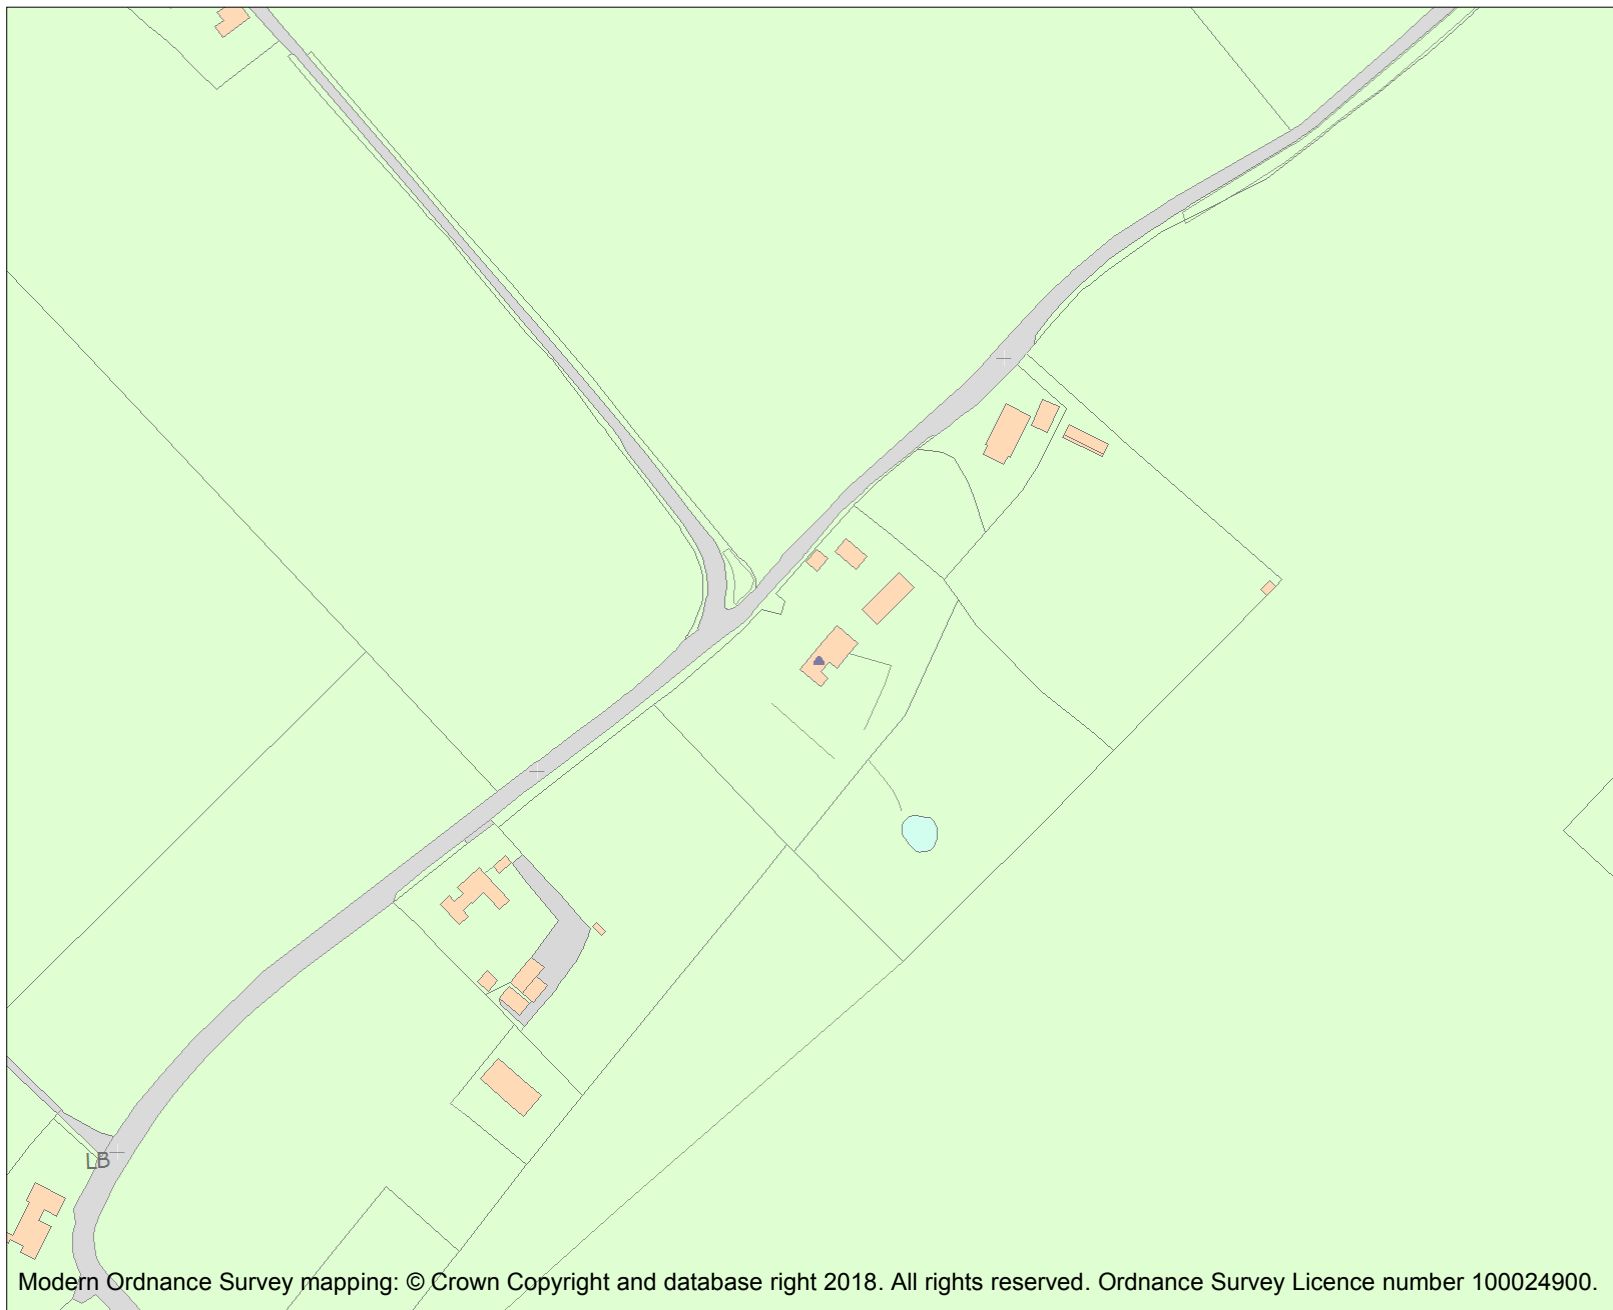 LB
Modern Ordnance Survey mapping: © Crown Copyright and database right 2018. All rights reserved. Ordnance Survey Licence number 100024900.